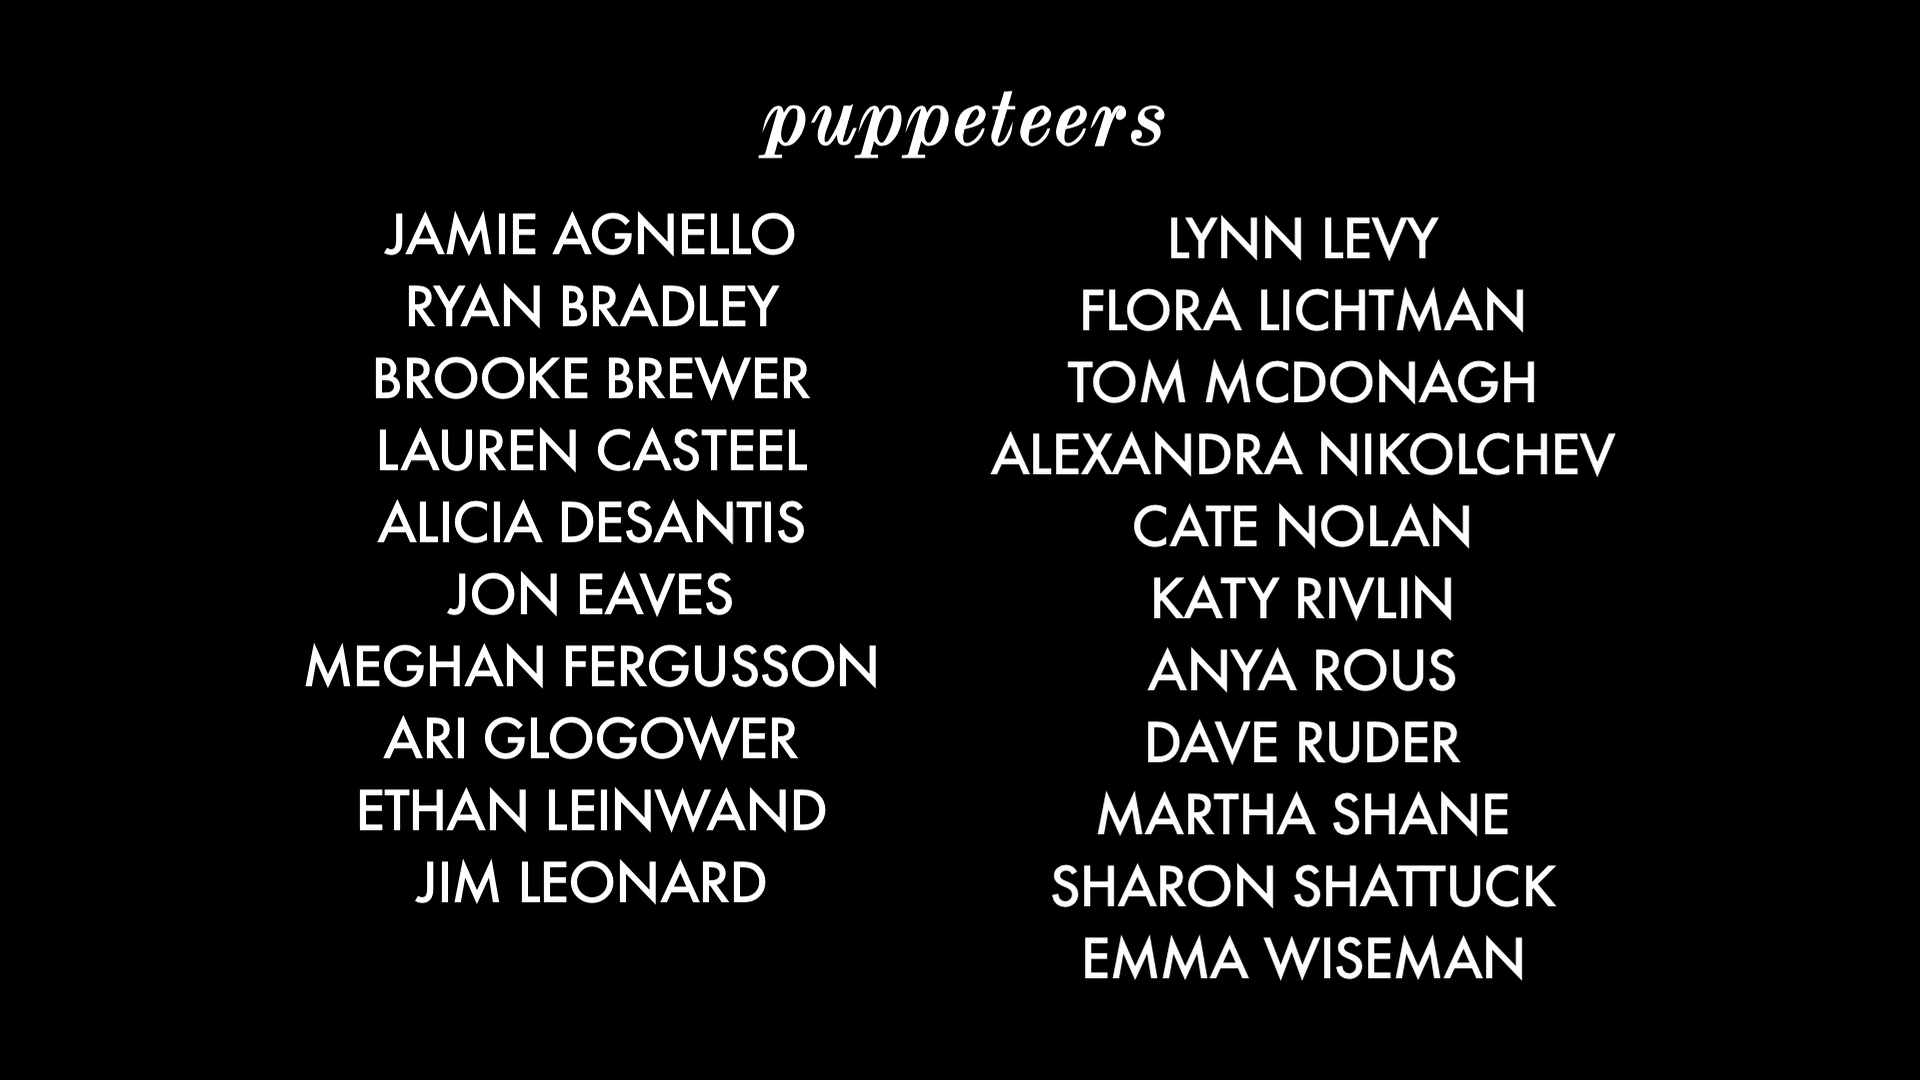 puppeteers
JAMIE AGNELLO
RYAN BRADLEY
BROOKE BREWER
LAUREN CASTEEL
ALICIA DESANTIS
JON EAVES
MEGHAN FERGUSSON
ARI GLOGOWER
ETHAN LEINWAND
JIM LEONARD
LYNN LEVY
FLORA LICHTMAN
TOM MCDONAGH
ALEXANDRA NIKOLCHEV
CATE NOLAN
KATY RIVLIN
ANYA ROUS
DAVE RUDER
MARTHA SHANE
SHARON SHATTUCK
EMMA WISEMAN